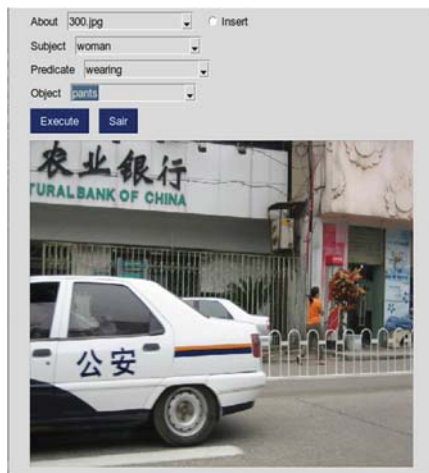 About 300.jpg Insert
Subject woman
Predicate wearing
Object pants
Execute Sair
农业银行
TURAL BANK OF CHINA
公安